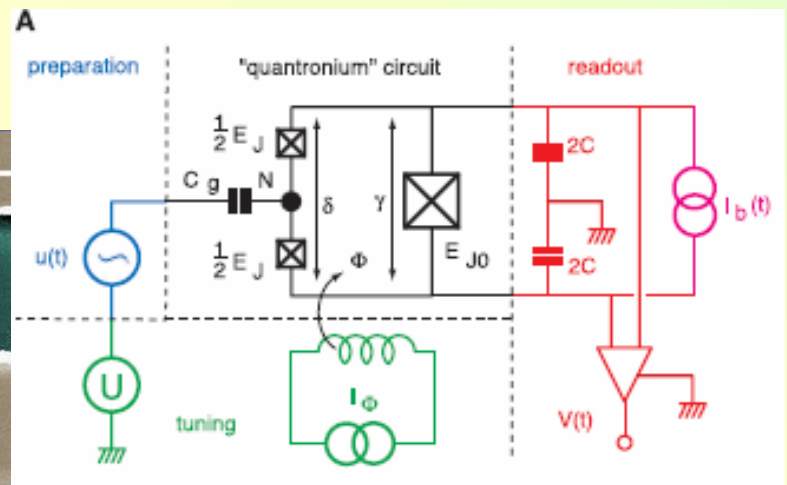 A
preparation
"quantronium" circuit
readout
½ E J
C g N
δ
γ
2C
I b (t)
u(t)
½ E J
Φ
E J0
2C
U
tuning
I Φ
V(t)